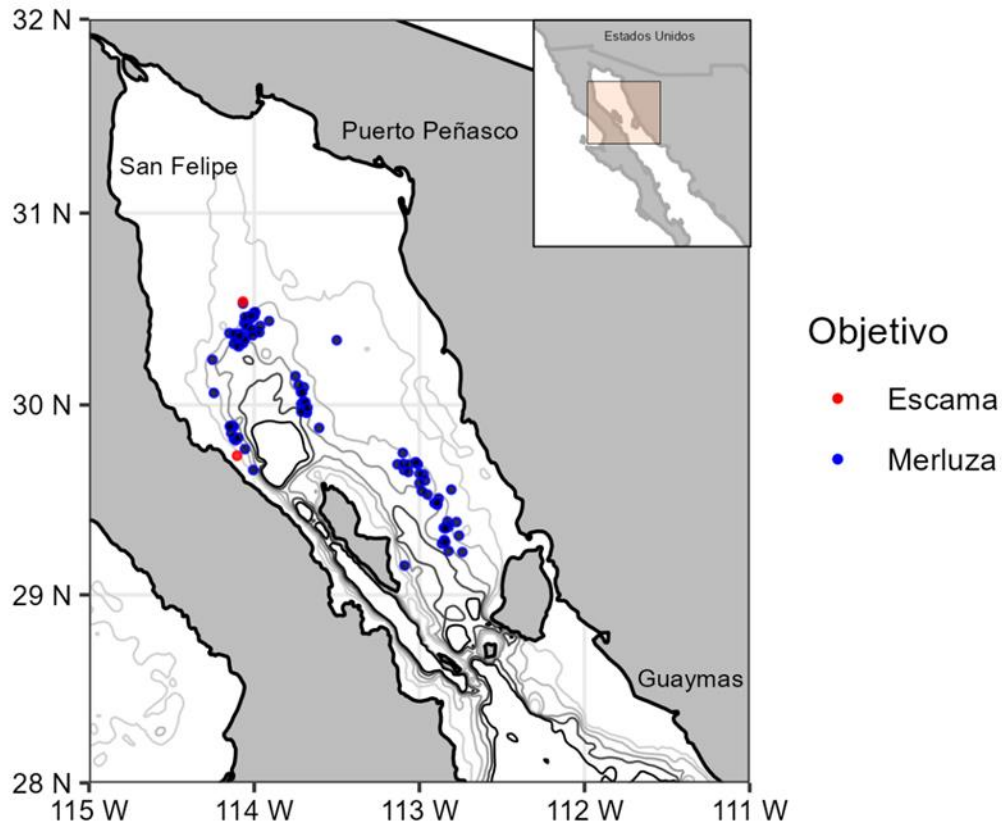 32 N
31 N
30 N
29 N
28 N
115 W
114 W
113 W
112 W
111 W
Estados Unidos
Puerto Peñasco
San Felipe
Guaymas
Objetivo
Escama
Merluza